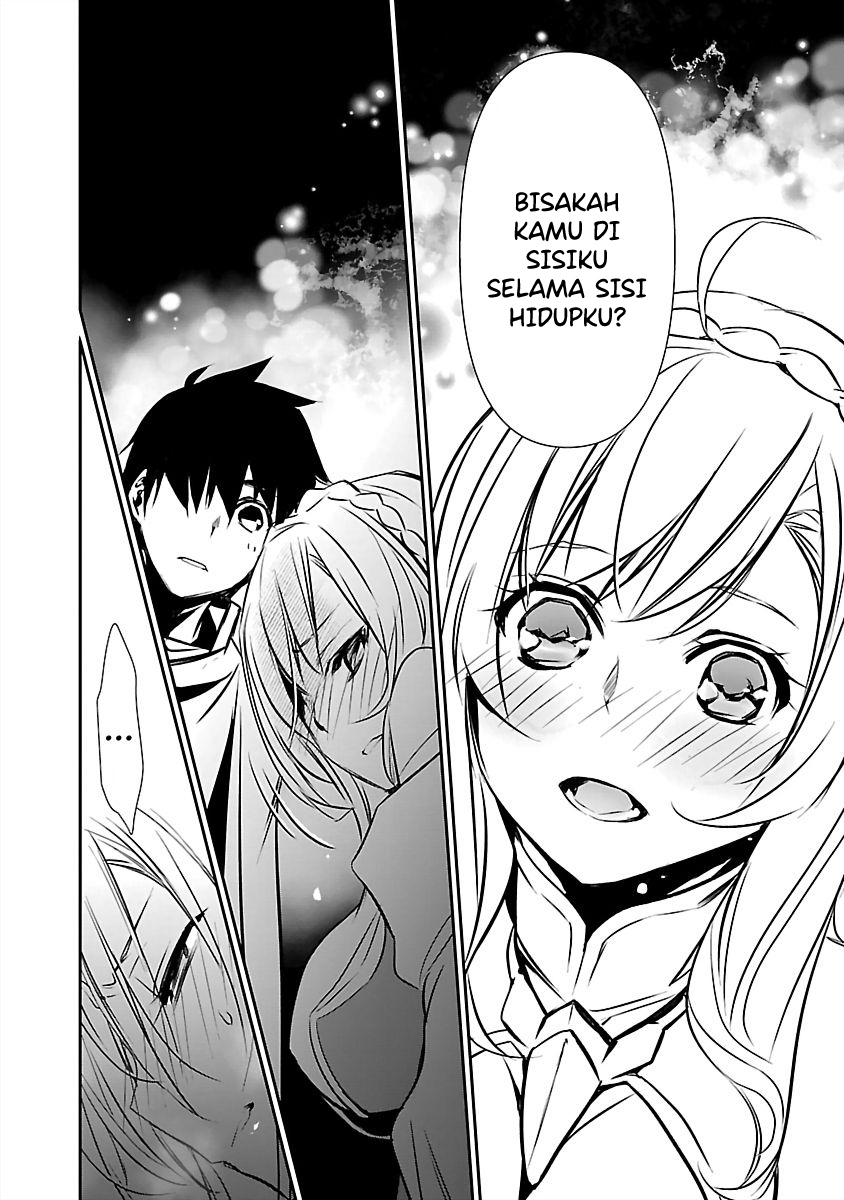 BISAKAH
KAMU DI
SISIKU
SELAMA SISI
HIDUPKU?
...